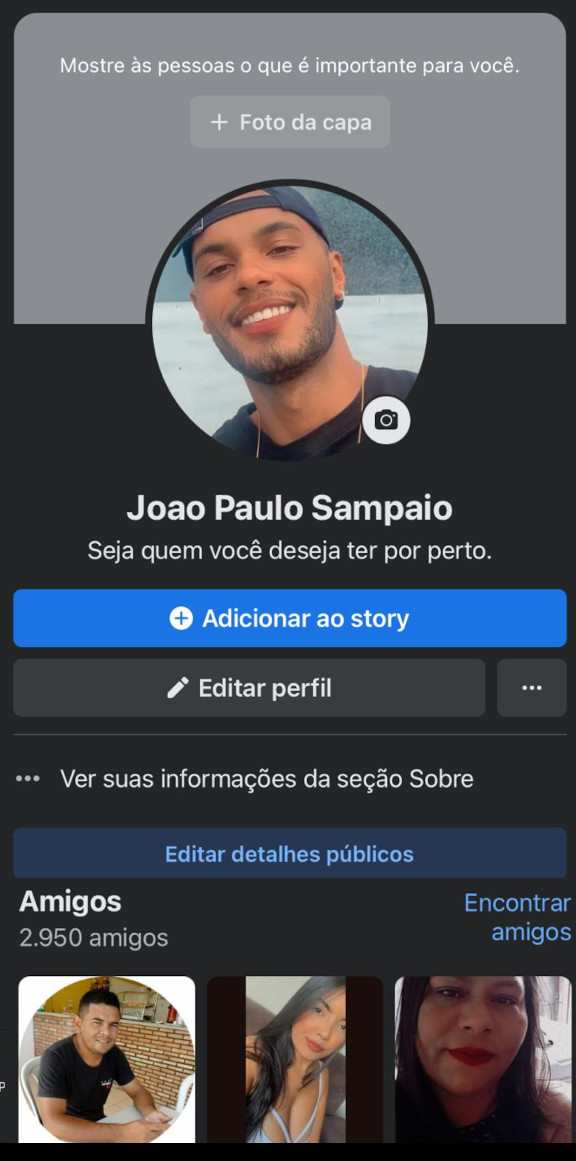 Mostre às pessoas o que é importante para você.
+ Foto da capa
Joao Paulo Sampaio
Seja quem você deseja ter por perto.
Adicionar ao story
Editar perfil
Ver suas informações da seção Sobre
Editar detalhes públicos
Amigos
Encontrar
amigos
2.950 amigos
P